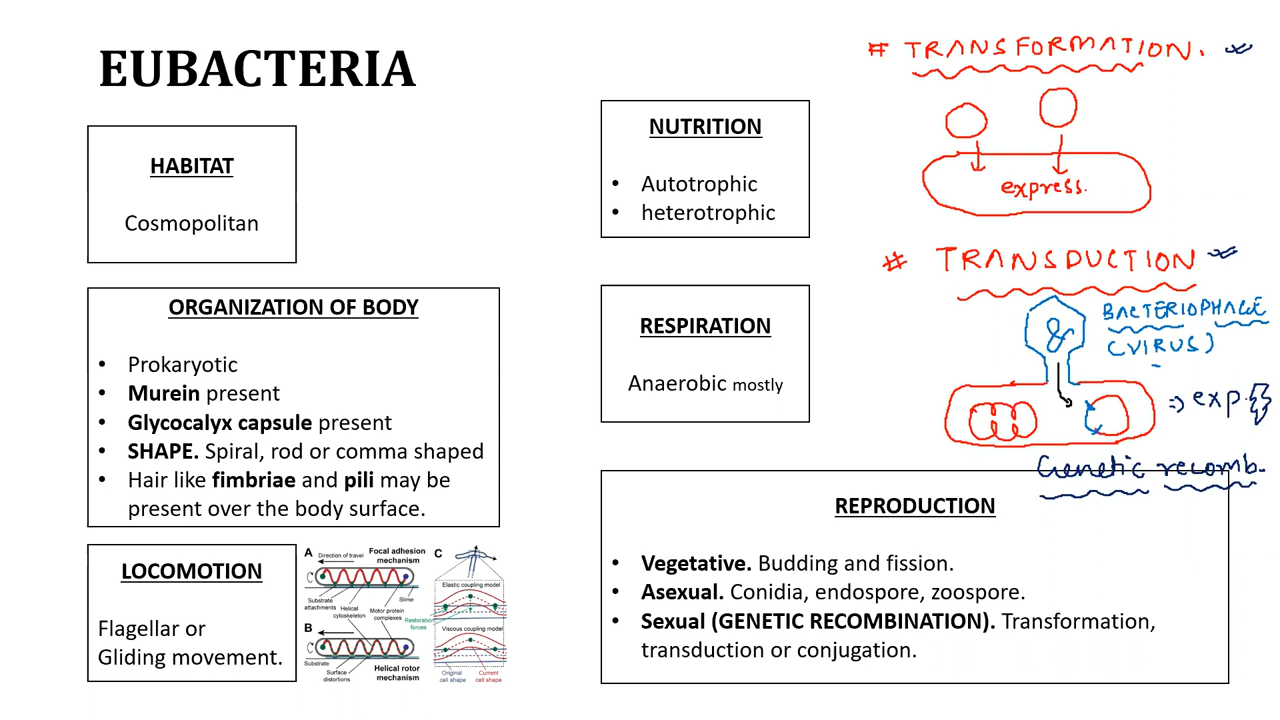 EUBACTERIA
HABITAT
Cosmopolitan
ORGANIZATION OF BODY
• Prokaryotic
• Murein present
• Glycocalyx capsule present
• SHAPE. Spiral, rod or comma shaped
• Hair like fimbriae and pili may be
present over the body surface.
LOCOMOTION
Flagellar or
Gliding movement.
A
Direction of travel
Focal adhesion
mechanism
Substrate
attachments
Helical
cytoskeleton
Motor protein
complexes
Slime
B
Substrate
Surface
distortions
Helical rotor
mechanism
C
Elastic coupling model
Restoration
forces
Viscous coupling model
Original
cell shape
Current
cell shape
NUTRITION
• Autotrophic
• heterotrophic
RESPIRATION
Anaerobic mostly
REPRODUCTION
• Vegetative. Budding and fission.
• Asexual. Conidia, endospore, zoospore.
• Sexual (GENETIC RECOMBINATION). Transformation,
transduction or conjugation.
# TRANSFORMATION.
express.
# TRANSDUCTION
BACTERIOPHAGE
(VIRUS)
⇒ exp.
Genetic recomb.